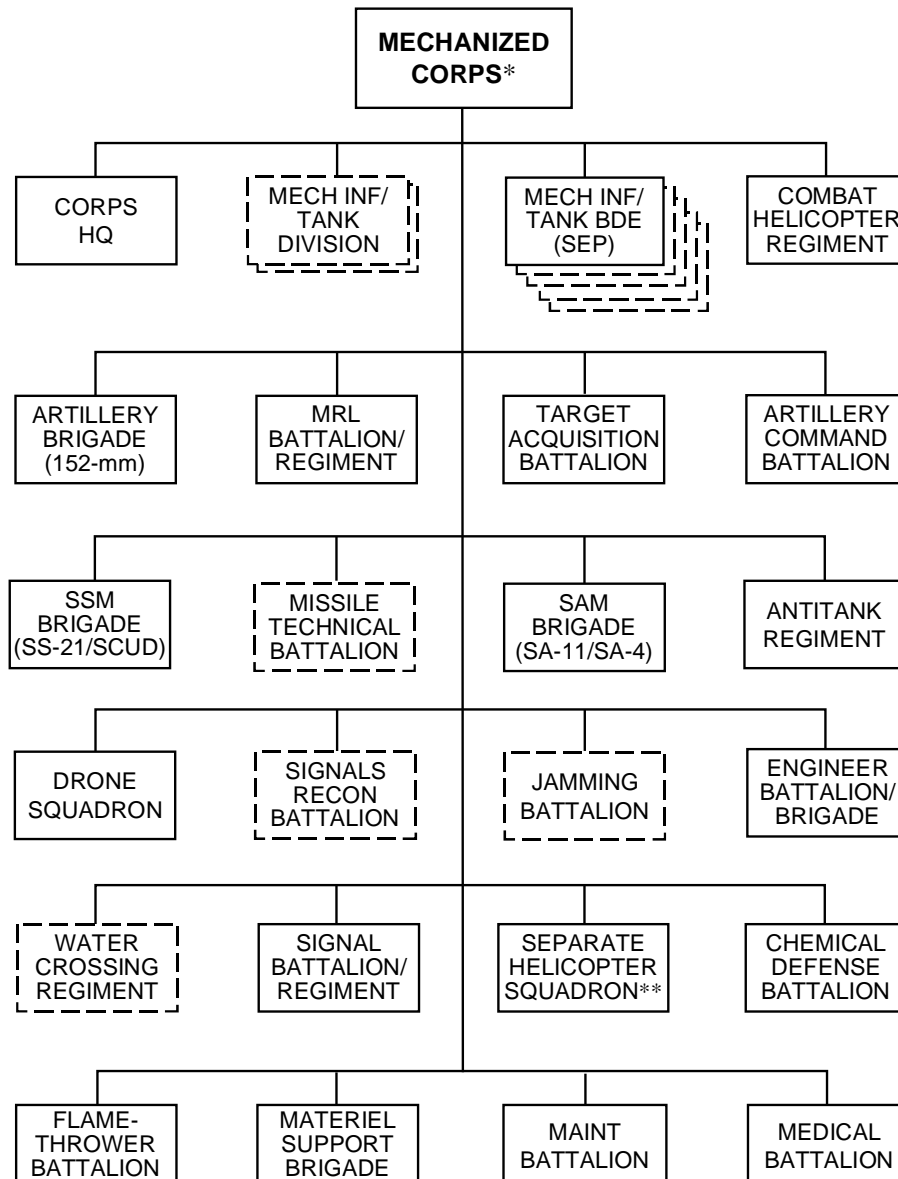 MECHANIZED
CORPS*
CORPS
HQ
MECH INF/
TANK
DIVISION
MECH INF/
TANK BDE
(SEP)
COMBAT
HELICOPTER
REGIMENT
ARTILLERY
BRIGADE
(152-mm)
MRL
BATTALION/
REGIMENT
TARGET
ACQUISITION
BATTALION
ARTILLERY
COMMAND
BATTALION
SSM
BRIGADE
(SS-21/SCUD)
MISSILE
TECHNICAL
BATTALION
SAM
BRIGADE
(SA-11/SA-4)
ANTITANK
REGIMENT
DRONE
SQUADRON
SIGNALS
RECON
BATTALION
JAMMING
BATTALION
ENGINEER
BATTALION/
BRIGADE
WATER
CROSSING
REGIMENT
SIGNAL
BATTALION/
REGIMENT
SEPARATE
HELICOPTER
SQUADRON**
CHEMICAL
DEFENSE
BATTALION
FLAME-
THROWER
BATTALION
MATERIEL
SUPPORT
BRIGADE
MAINT
BATTALION
MEDICAL
BATTALION